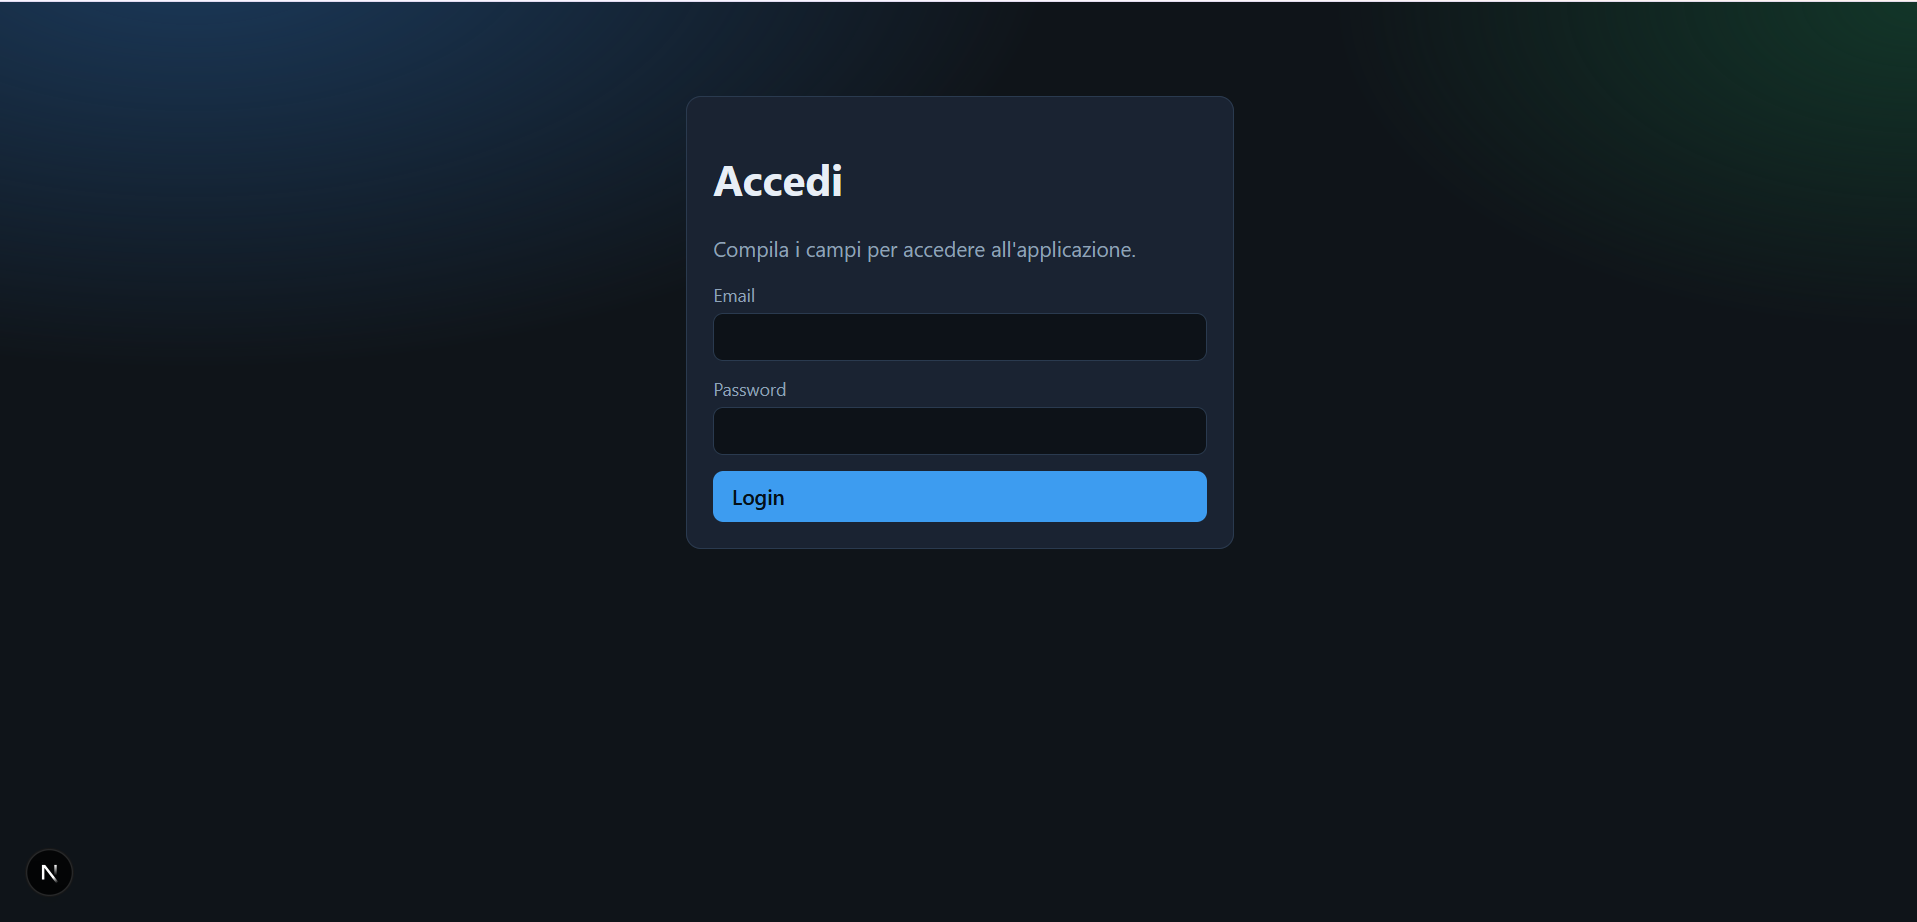 Accedi
Compila i campi per accedere all'applicazione.
Email
Password
Login
N